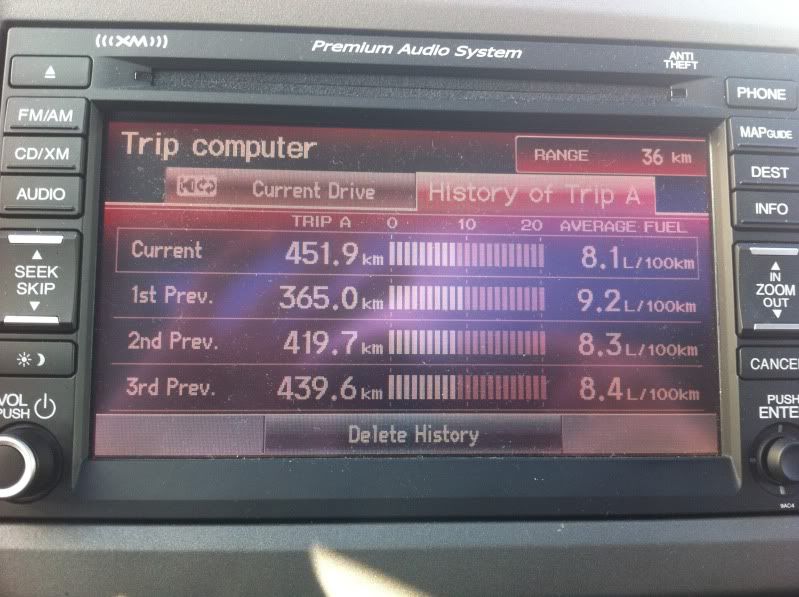 (((XM)))
Premium Audio System
ANTI
THEFT
FM/AM
CD/XM
AUDIO
SEEK
SKIP
VOL
PUSH
Trip computer
RANGE 36 km
Current Drive
History of Trip A
TRIP A 0 10 20 AVERAGE FUEL
Current 451.9 km 8.1 L/100km
1st Prev. 365.0 km 9.2 L/100km
2nd Prev. 419.7 km 8.3 L/100km
3rd Prev. 439.6 km 8.4 L/100km
Delete History
PHONE
MAP GUIDE
DEST
INFO
IN
ZOOM
OUT
CANCEL
PUSH
ENTER
9AC4